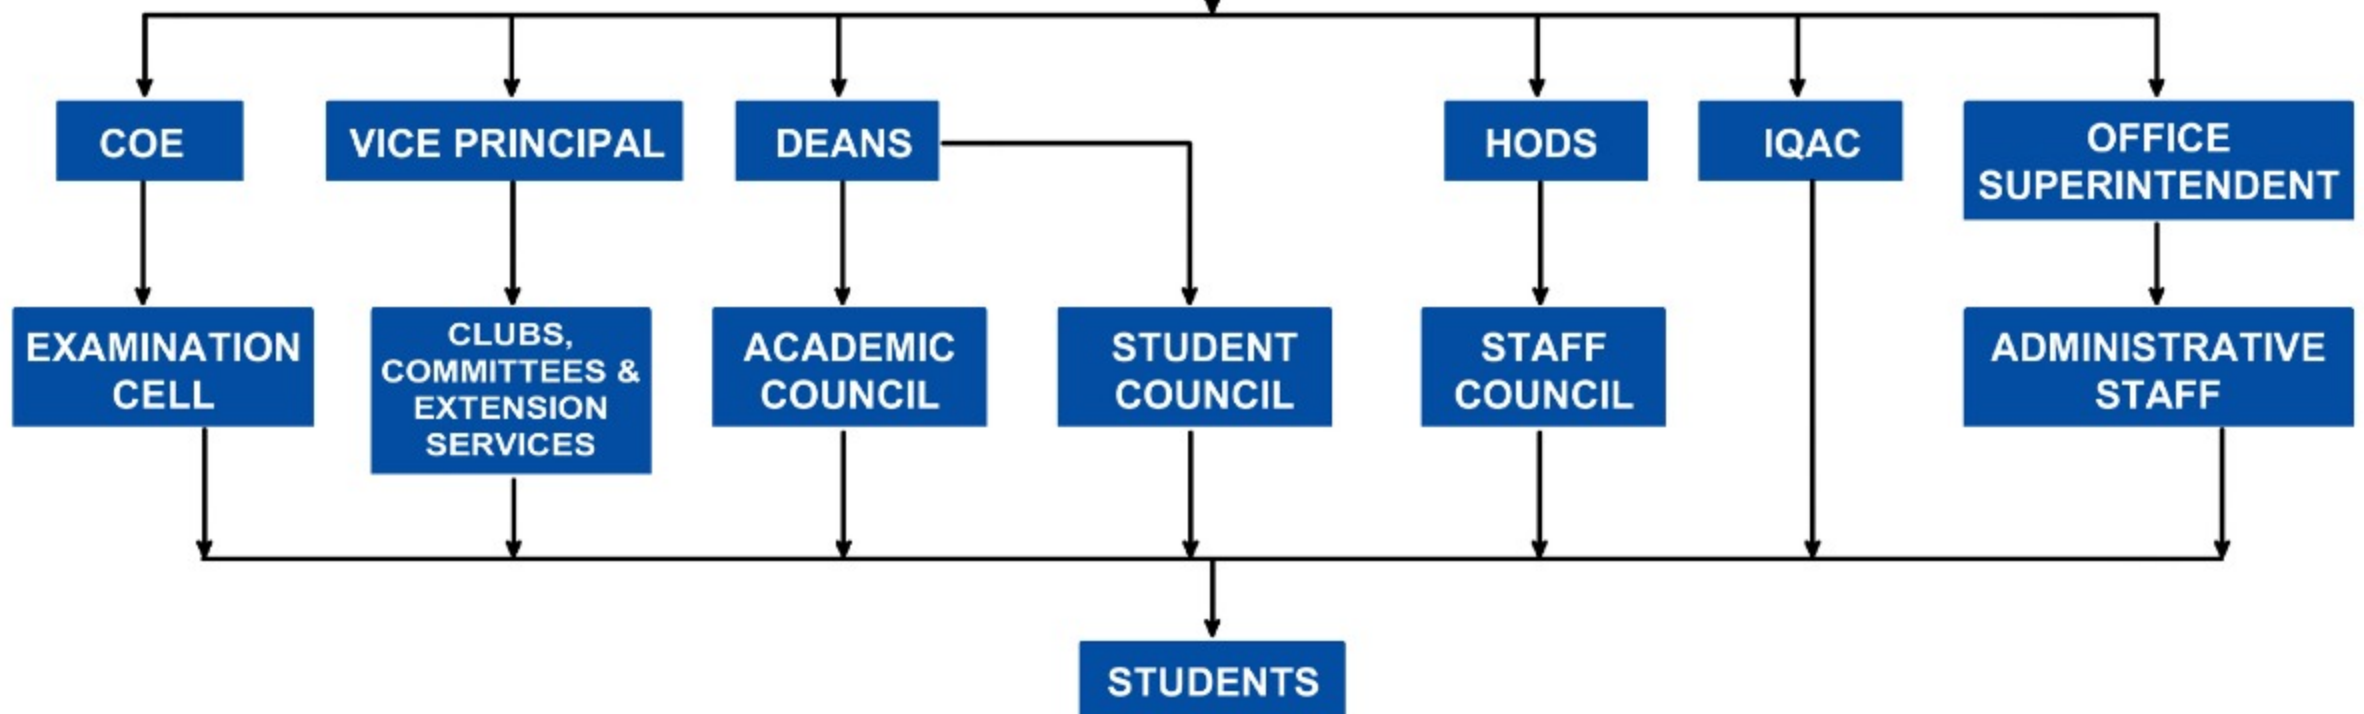 COE
VICE PRINCIPAL
DEANS
HODS
IQAC
OFFICE
SUPERINTENDENT
EXAMINATION
CELL
CLUBS,
COMMITTEES &
EXTENSION
SERVICES
ACADEMIC
COUNCIL
STUDENT
COUNCIL
STAFF
COUNCIL
ADMINISTRATIVE
STAFF
STUDENTS